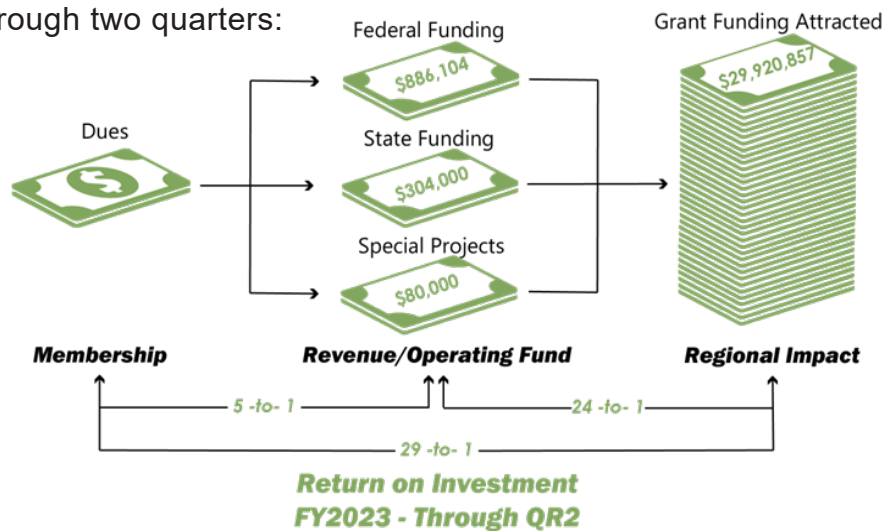 rough two quarters:
Federal Funding
Grant Funding Attracted
$886,104
$29,920,857
Dues
State Funding
$
$304,000
Special Projects
$80,000
Membership
Revenue/Operating Fund
Regional Impact
5 -to- 1
24 -to- 1
29 -to- 1
Return on Investment
FY2023 - Through QR2